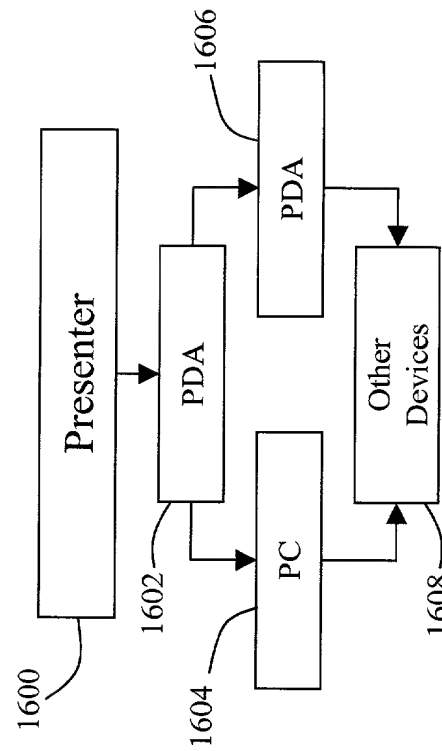 1600
Presenter
1602
PDA
1604
PC
1606
PDA
1608
Other
Devices